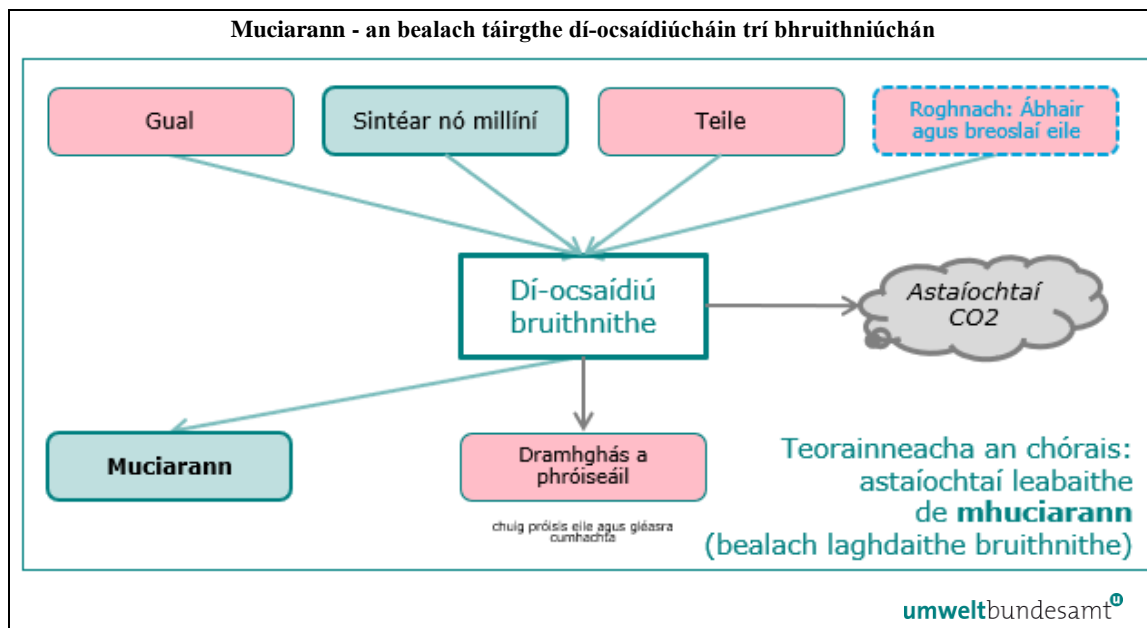 Muciarann - an bealach táirgthe dí-ocsaídiúcháin trí bhruithniúchán
Gual
Sintéar nó millíní
Teile
Roghnach: Ábhair
agus breoslaí eile
Dí-ocsaídiú
bruithnithe
Astaíochtaí
CO2
Muciarann
Dramhghás a
phróiseáil
chuig próisis eile agus gléasra
cumhachta
Teorainneacha an chórais:
astaíochtaí leabaithe
de mhuciarann
(bealach laghdaithe bruithnithe)
umweltbundesamt